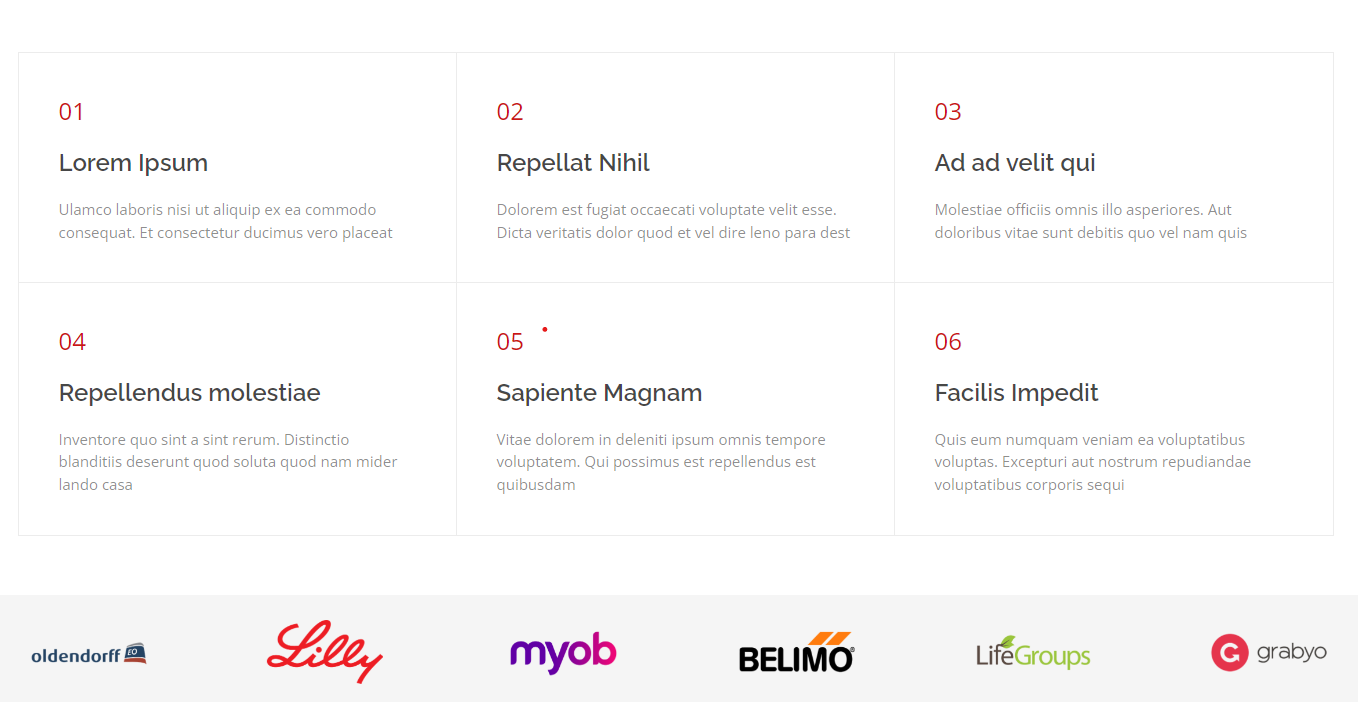 01
Lorem Ipsum
Ulamco laboris nisi ut aliquip ex ea commodo
consequat. Et consectetur ducimus vero placeat
02
Repellat Nihil
Dolorem est fugiat occaecati voluptate velit esse.
Dicta veritatis dolor quod et vel dire leno para dest
03
Ad ad velit qui
Molestiae officiis omnis illo asperiores. Aut
doloribus vitae sunt debitis quo vel nam quis
04
Repellendus molestiae
Inventore quo sint a sint rerum. Distinctio
blanditiis deserunt quod soluta quod nam mider
lando casa
05
Sapiente Magnam
Vitae dolorem in deleniti ipsum omnis tempore
voluptatem. Qui possimus est repellendus est
quibusdam
06
Facilis Impedit
Quis eum numquam veniam ea voluptatibus
voluptas. Excepturi aut nostrum repudiandae
voluptatibus corporis sequi
oldendorff EO
Lilly
myob
BELIMO®
LifeGroups
G grabyo